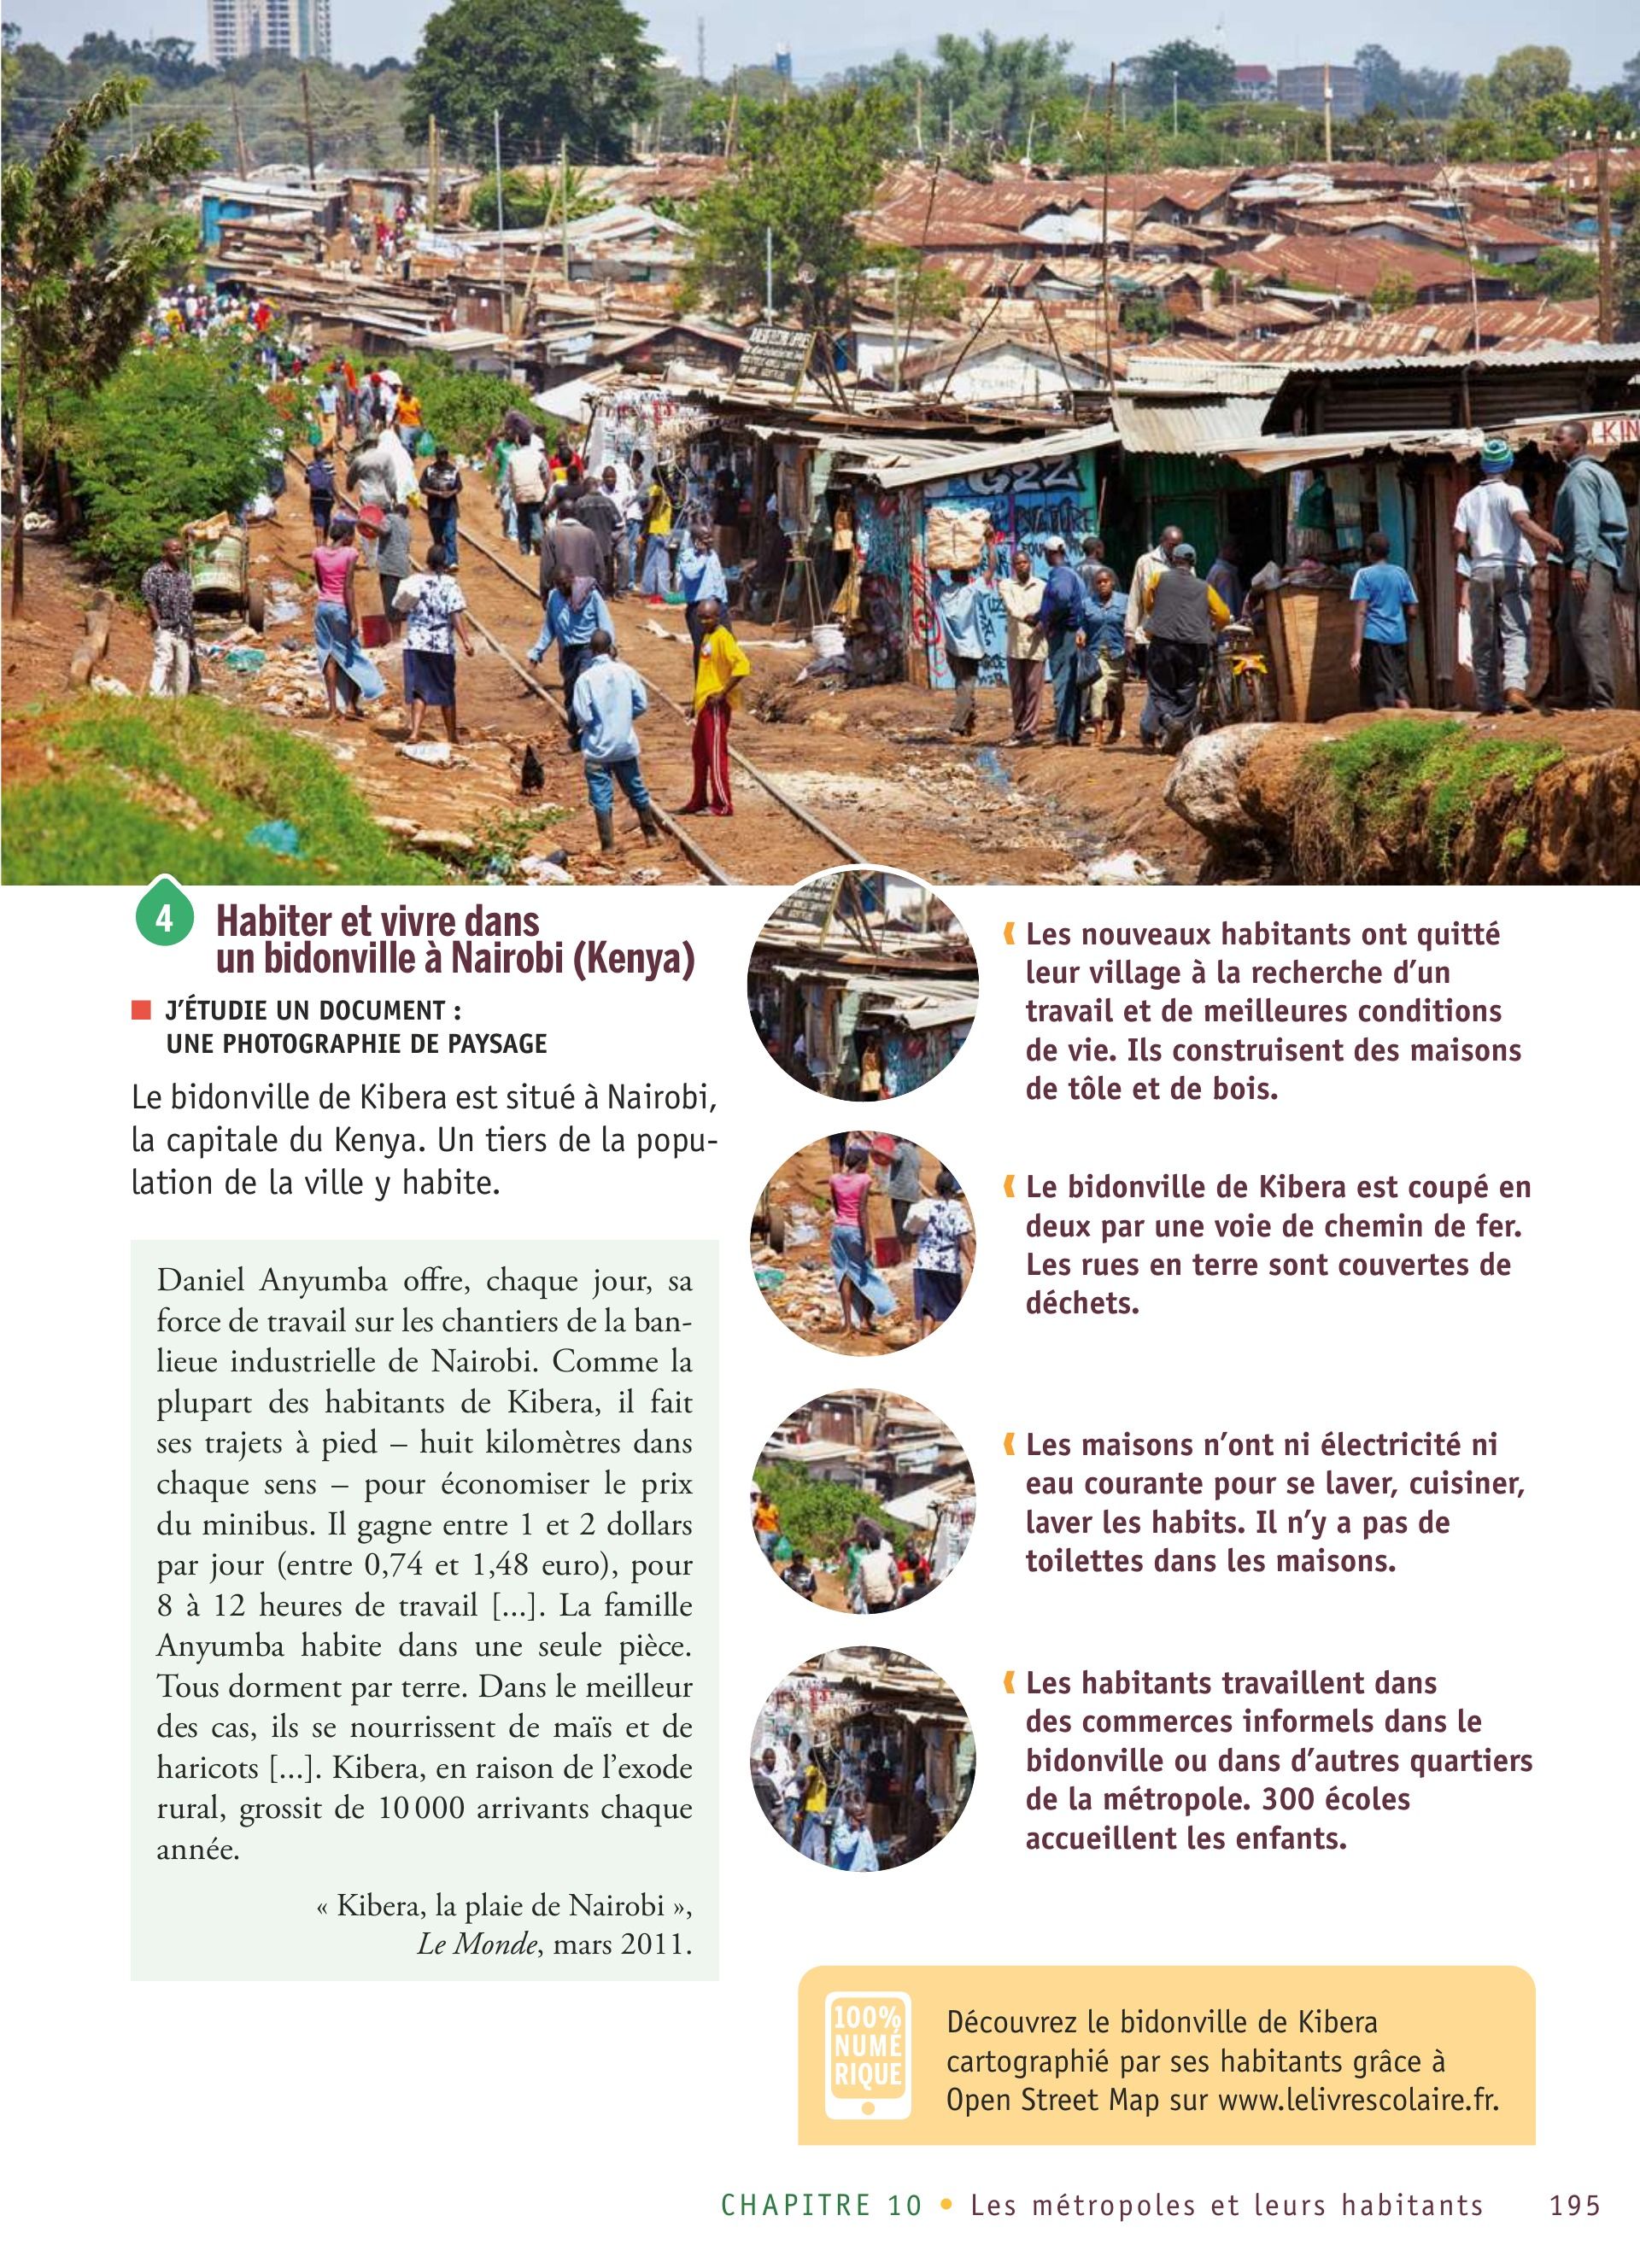 G2Z
KIN
4
Habiter et vivre dans
un bidonville à Nairobi (Kenya)
J'ÉTUDIE UN DOCUMENT :
UNE PHOTOGRAPHIE DE PAYSAGE
Le bidonville de Kibera est situé à Nairobi,
la capitale du Kenya. Un tiers de la popu-
lation de la ville y habite.
Daniel Anyumba offre, chaque jour, sa
force de travail sur les chantiers de la ban-
lieue industrielle de Nairobi. Comme la
plupart des habitants de Kibera, il fait
ses trajets à pied – huit kilomètres dans
chaque sens – pour économiser le prix
du minibus. Il gagne entre 1 et 2 dollars
par jour (entre 0,74 et 1,48 euro), pour
8 à 12 heures de travail [...]. La famille
Anyumba habite dans une seule pièce.
Tous dorment par terre. Dans le meilleur
des cas, ils se nourrissent de maïs et de
haricots [...]. Kibera, en raison de l'exode
rural, grossit de 10 000 arrivants chaque
année.
« Kibera, la plaie de Nairobi »,
Le Monde, mars 2011.
Les nouveaux habitants ont quitté
leur village à la recherche d'un
travail et de meilleures conditions
de vie. Ils construisent des maisons
de tôle et de bois.
Le bidonville de Kibera est coupé en
deux par une voie de chemin de fer.
Les rues en terre sont couvertes de
déchets.
Les maisons n'ont ni électricité ni
eau courante pour se laver, cuisiner,
laver les habits. Il n'y a pas de
toilettes dans les maisons.
Les habitants travaillent dans
des commerces informels dans le
bidonville ou dans d'autres quartiers
de la métropole. 300 écoles
accueillent les enfants.
100%
NUMÉ
RIQUE
Découvrez le bidonville de Kibera
cartographié par ses habitants grâce à
Open Street Map sur www.lelivrescolaire.fr.
CHAPITRE 10 • Les métropoles et leurs habitants 195